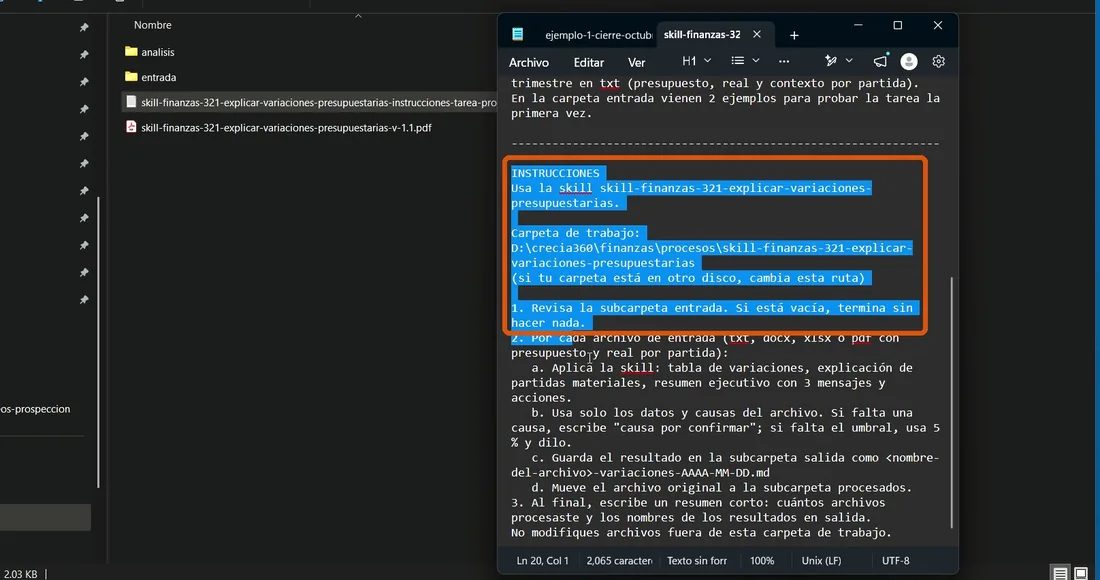 Nombre
analisis
entrada
skill-finanzas-321-explicar-variaciones-presupuestarias-instrucciones-tarea-pro
skill-finanzas-321-explicar-variaciones-presupuestarias-v-1.1.pdf
os-prospeccion
2.03 KB
ejemplo-1-cierre-octub
skill-finanzas-32
Archivo Editar Ver H1
trimestre en txt (presupuesto, real y contexto por partida).
En la carpeta entrada vienen 2 ejemplos para probar la tarea la
primera vez.
---------------------------------------------------------------
INSTRUCCIONES
Usa la skill skill-finanzas-321-explicar-variaciones-
presupuestarias.
Carpeta de trabajo:
D:\crecia360\finanzas\procesos\skill-finanzas-321-explicar-
variaciones-presupuestarias
(si tu carpeta está en otro disco, cambia esta ruta)
1. Revisa la subcarpeta entrada. Si está vacía, termina sin
hacer nada.
2. Por cada archivo de entrada (txt, docx, xlsx o pdf con
presupuesto y real por partida):
a. Aplica la skill: tabla de variaciones, explicación de
partidas materiales, resumen ejecutivo con 3 mensajes y
acciones.
b. Usa solo los datos y causas del archivo. Si falta una
causa, escribe "causa por confirmar"; si falta el umbral, usa 5
% y dilo.
c. Guarda el resultado en la subcarpeta salida como <nombre-
del-archivo>-variaciones-AAAA-MM-DD.md
d. Mueve el archivo original a la subcarpeta procesados.
3. Al final, escribe un resumen corto: cuántos archivos
procesaste y los nombres de los resultados en salida.
No modifiques archivos fuera de esta carpeta de trabajo.
Ln 20, Col 1 2,065 caracter Texto sin forr 100% Unix (LF) UTF-8